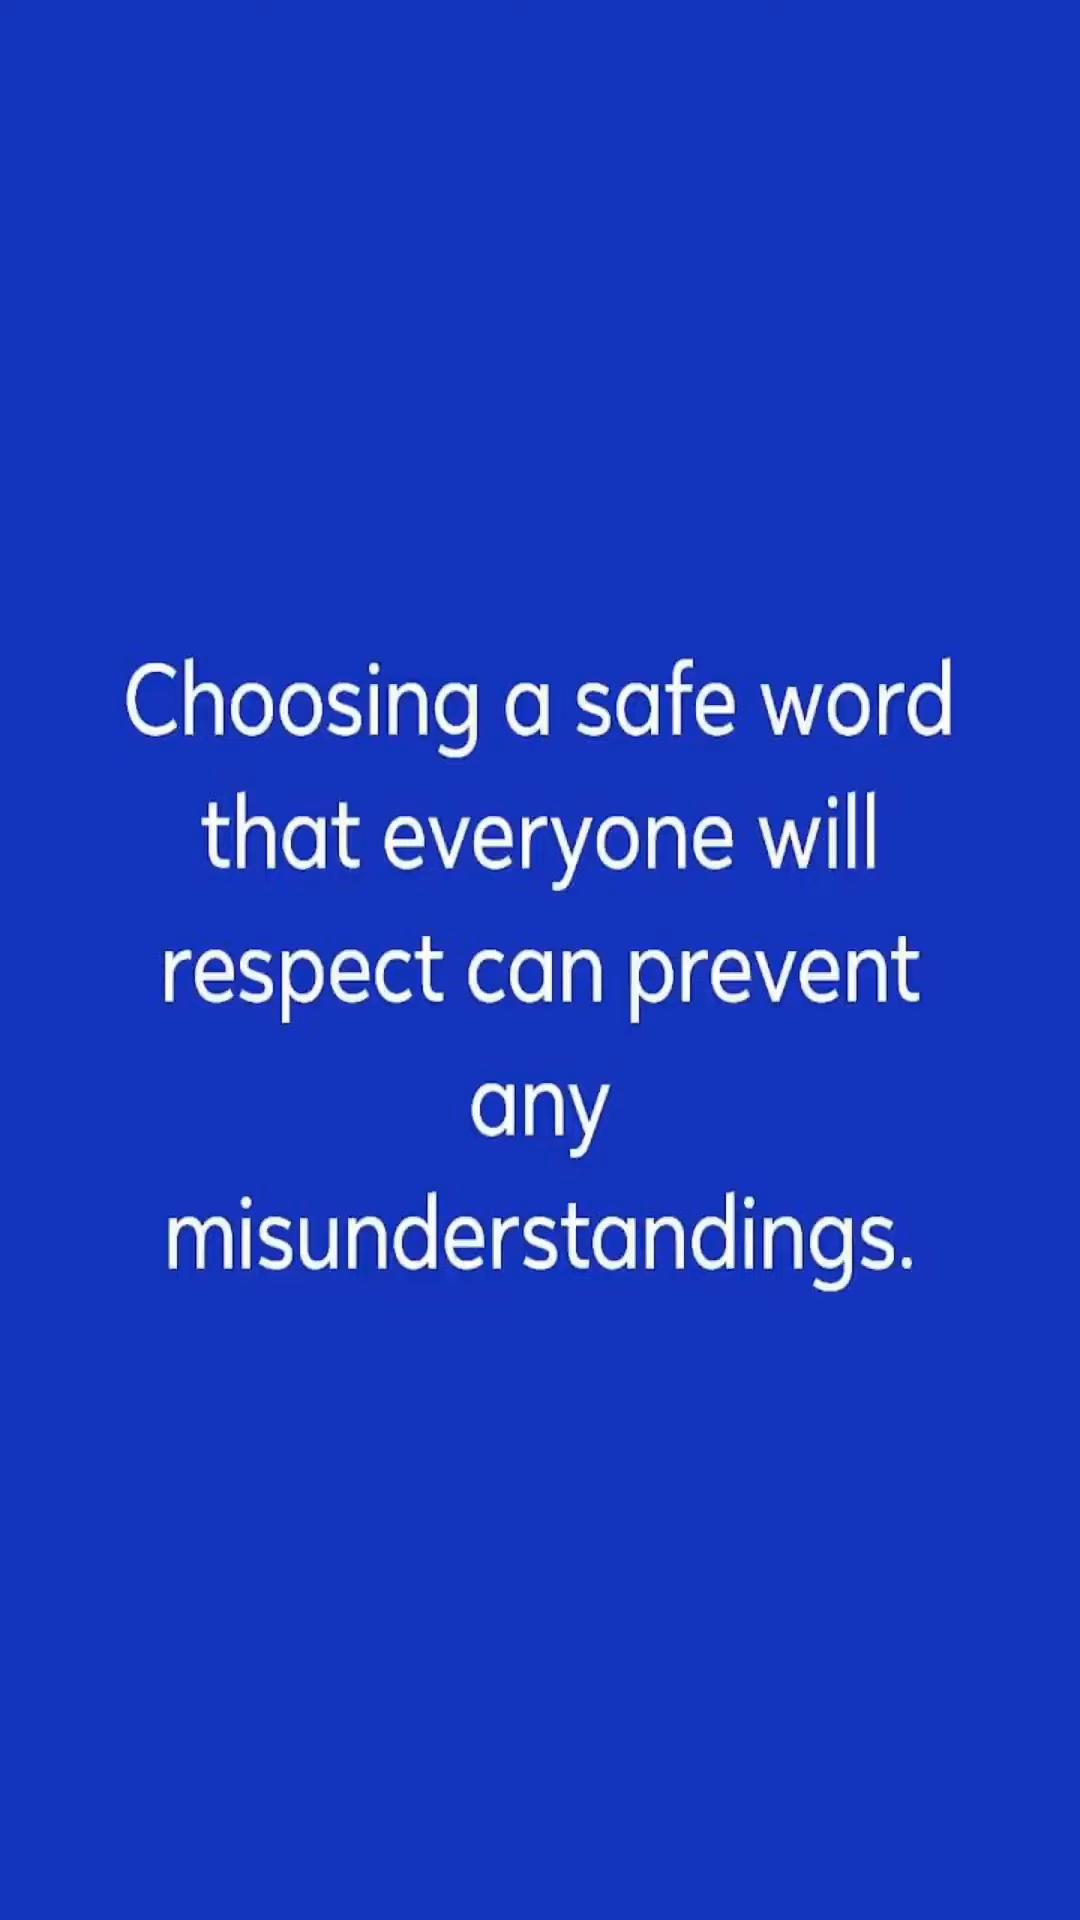 Choosing a safe word
that everyone will
respect can prevent
any
misunderstandings.